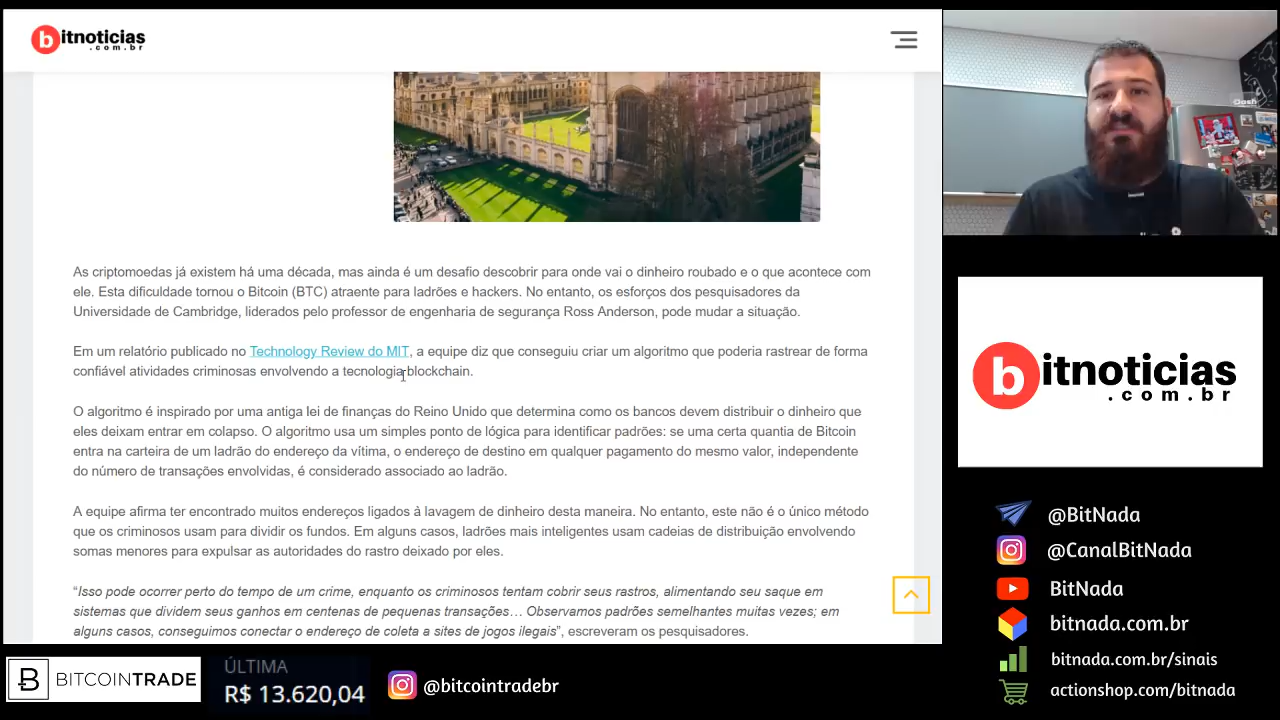 bitnoticias
.com.br
Dash
As criptomoedas já existem há uma década, mas ainda é um desafio descobrir para onde vai o dinheiro roubado e o que acontece com
ele. Esta dificuldade tornou o Bitcoin (BTC) atraente para ladrões e hackers. No entanto, os esforços dos pesquisadores da
Universidade de Cambridge, liderados pelo professor de engenharia de segurança Ross Anderson, pode mudar a situação.
Em um relatório publicado no Technology Review do MIT, a equipe diz que conseguiu criar um algoritmo que poderia rastrear de forma
confiável atividades criminosas envolvendo a tecnologia blockchain.
O algoritmo é inspirado por uma antiga lei de finanças do Reino Unido que determina como os bancos devem distribuir o dinheiro que
eles deixam entrar em colapso. O algoritmo usa um simples ponto de lógica para identificar padrões: se uma certa quantia de Bitcoin
entra na carteira de um ladrão do endereço da vítima, o endereço de destino em qualquer pagamento do mesmo valor, independente
do número de transações envolvidas, é considerado associado ao ladrão.
A equipe afirma ter encontrado muitos endereços ligados à lavagem de dinheiro desta maneira. No entanto, este não é o único método
que os criminosos usam para dividir os fundos. Em alguns casos, ladrões mais inteligentes usam cadeias de distribuição envolvendo
somas menores para expulsar as autoridades do rastro deixado por eles.
“Isso pode ocorrer perto do tempo de um crime, enquanto os criminosos tentam cobrir seus rastros, alimentando seu saque em
sistemas que dividem seus ganhos em centenas de pequenas transações… Observamos padrões semelhantes muitas vezes; em
alguns casos, conseguimos conectar o endereço de coleta a sites de jogos ilegais”, escreveram os pesquisadores.
bitnoticias
.com.br
@BitNada
@CanalBitNada
BitNada
bitnada.com.br
bitnada.com.br/sinais
actionshop.com/bitnada
BITCOINTRADE
ÚLTIMA
R$ 13.620,04
@bitcointradebr